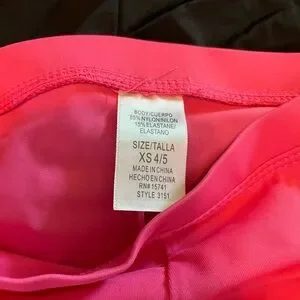 BODY/CUERPO
85% NYLON/NILON
15% ELASTANE/
ELASTANO
SIZE/TALLA
XS 4/5
MADE IN CHINA
HECHO EN CHINA
RN# 15741
STYLE 3151